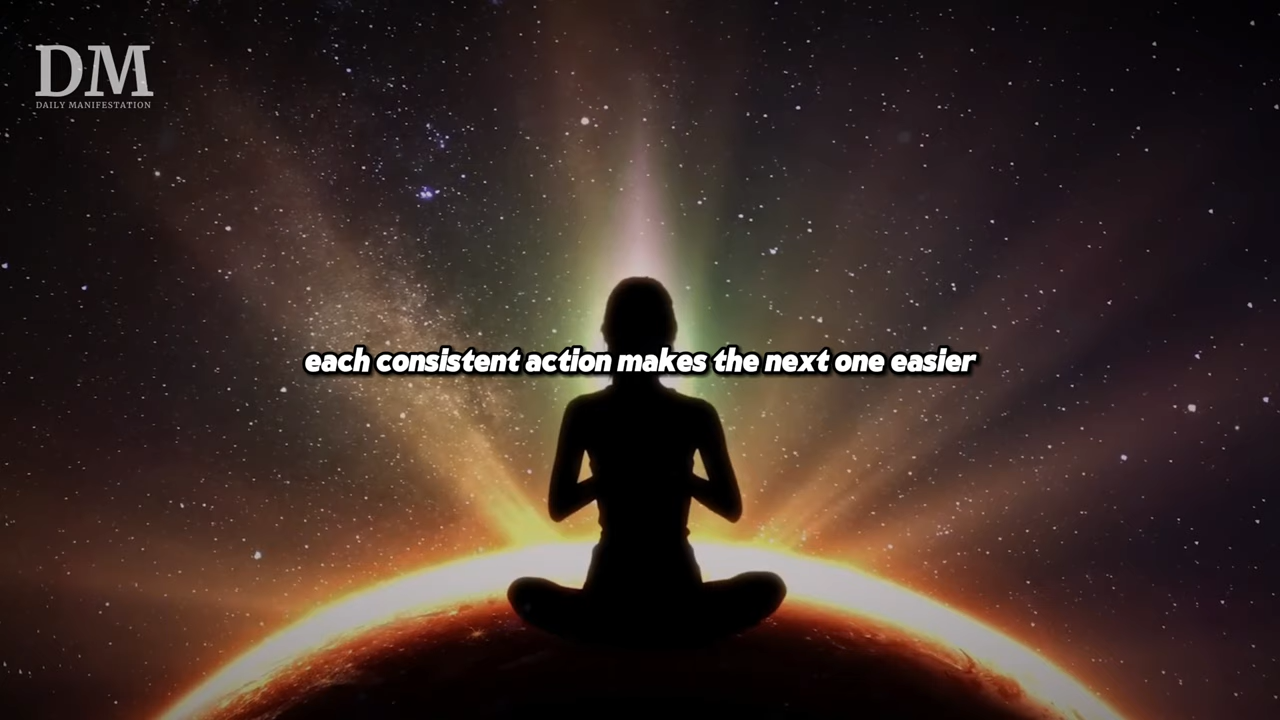 DM
DAILY MANIFESTATION
each consistent action makes the next one easier